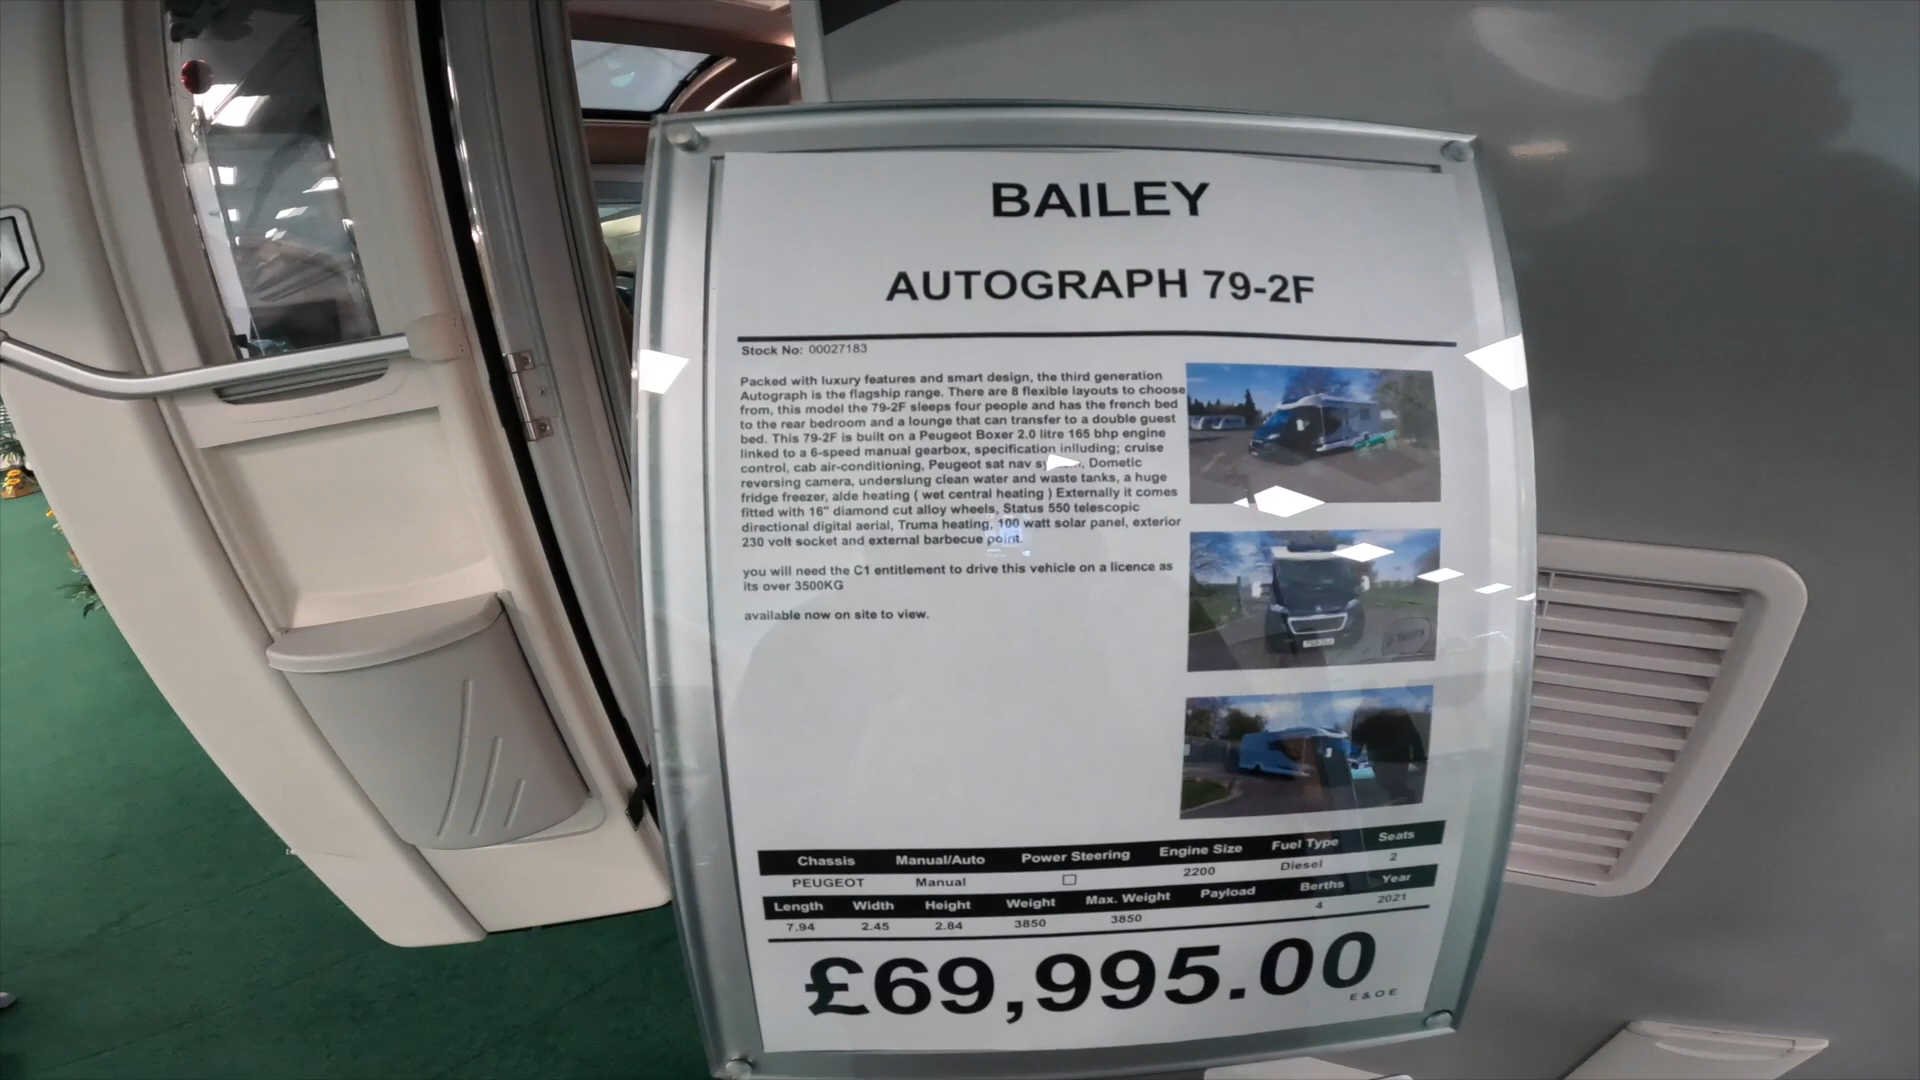 BAILEY
AUTOGRAPH 79-2F
Stock No: 00027183
Packed with luxury features and smart design, the third generation
Autograph is the flagship range. There are 8 flexible layouts to choose
from, this model the 79-2F sleeps four people and has the french bed
to the rear bedroom and a lounge that can transfer to a double guest
bed. This 79-2F is built on a Peugeot Boxer 2.0 litre 165 bhp engine
linked to a 6-speed manual gearbox, specification inlluding; cruise
control, cab air-conditioning, Peugeot sat nav Dometic
reversing camera, underslung clean water and waste tanks, a huge
fridge freezer, alde heating ( wet central heating ) Externally it comes
fitted with 16" diamond cut alloy wheels, Status 550 telescopic
directional digital aerial, Truma heating, 100 watt solar panel, exterior
230 volt socket and external barbecue point.
you will need the C1 entitlement to drive this vehicle on a licence as
its over 3500KG
available now on site to view.
Chassis Manual/Auto Power Steering Engine Size Fuel Type Seats
PEUGEOT Manual 2200 Diesel 2
Length Width Height Weight Max. Weight Payload Berths Year
7.94 2.45 2.84 3850 3850 4 2021
£69,995.00
E & O E